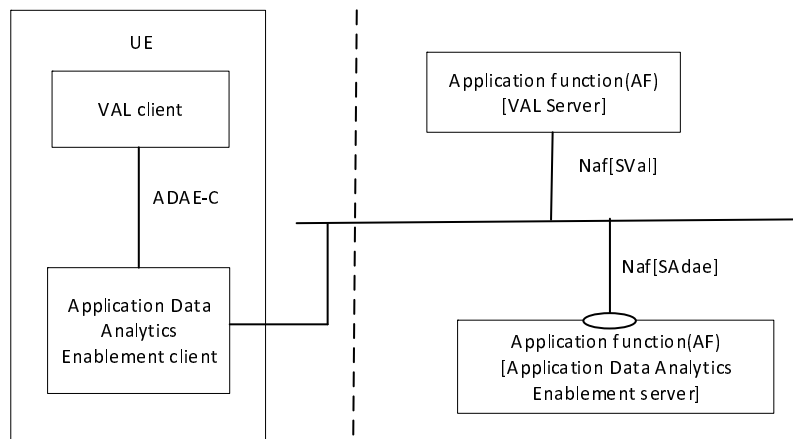 UE
VAL client
ADAE-C
Application Data
Analytics
Enablement client
Application function(AF)
[VAL Server]
Naf[SVal]
Naf[SAdae]
Application function(AF)
[Application Data Analytics
Enablement server]